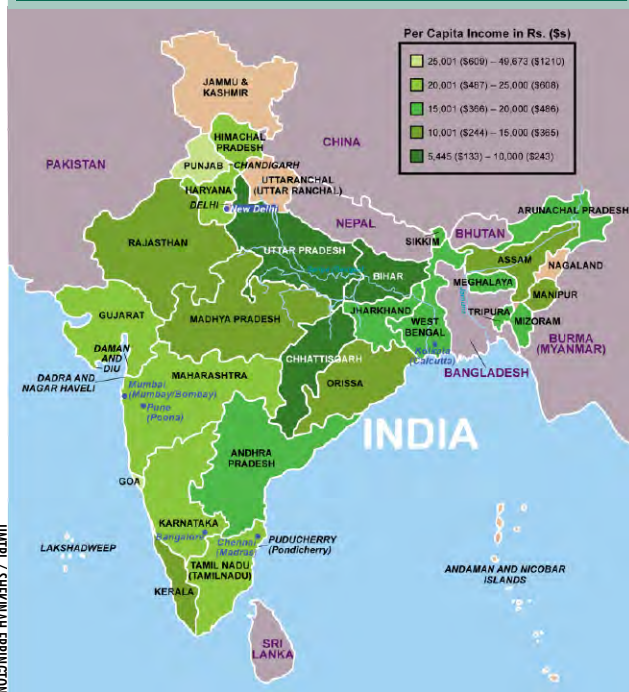 Per Capita Income in Rs. ($s)
25,001 ($609) – 49,673 ($1210)
20,001 ($487) – 25,000 ($608)
15,001 ($366) – 20,000 ($486)
10,001 ($244) – 15,000 ($365)
5,445 ($133) – 10,000 ($243)
JAMMU &
KASHMIR
HIMACHAL
PRADESH
CHINA
PAKISTAN
PUNJAB
CHANDIGARH
UTTARANCHAL
(UTTAR RANCHAL)
HARYANA
DELHI
New Delhi
NEPAL
ARUNACHAL PRADESH
BHUTAN
SIKKIM
RAJASTHAN
UTTAR PRADESH
ASSAM
NAGALAND
BIHAR
MEGHALAYA
MANIPUR
GUJARAT
MADHYA PRADESH
JHARKHAND
WEST
BENGAL
TRIPURA
MIZORAM
BURMA
(MYANMAR)
DAMAN
AND
DIU
CHHATTISGARH
Kolkata
(Calcutta)
BANGLADESH
DADRA AND
NAGAR HAVELI
MAHARASHTRA
Mumbai
(Mumbay/Bombay)
ORISSA
Pune
(Poona)
INDIA
ANDHRA
PRADESH
GOA
KARNATAKA
Bangalore
Chennai
(Madras)
PUDUCHERRY
(Pondicherry)
LAKSHADWEEP
TAMIL NADU
(TAMILNADU)
ANDAMAN AND NICOBAR
ISLANDS
KERALA
SRI
LANKA